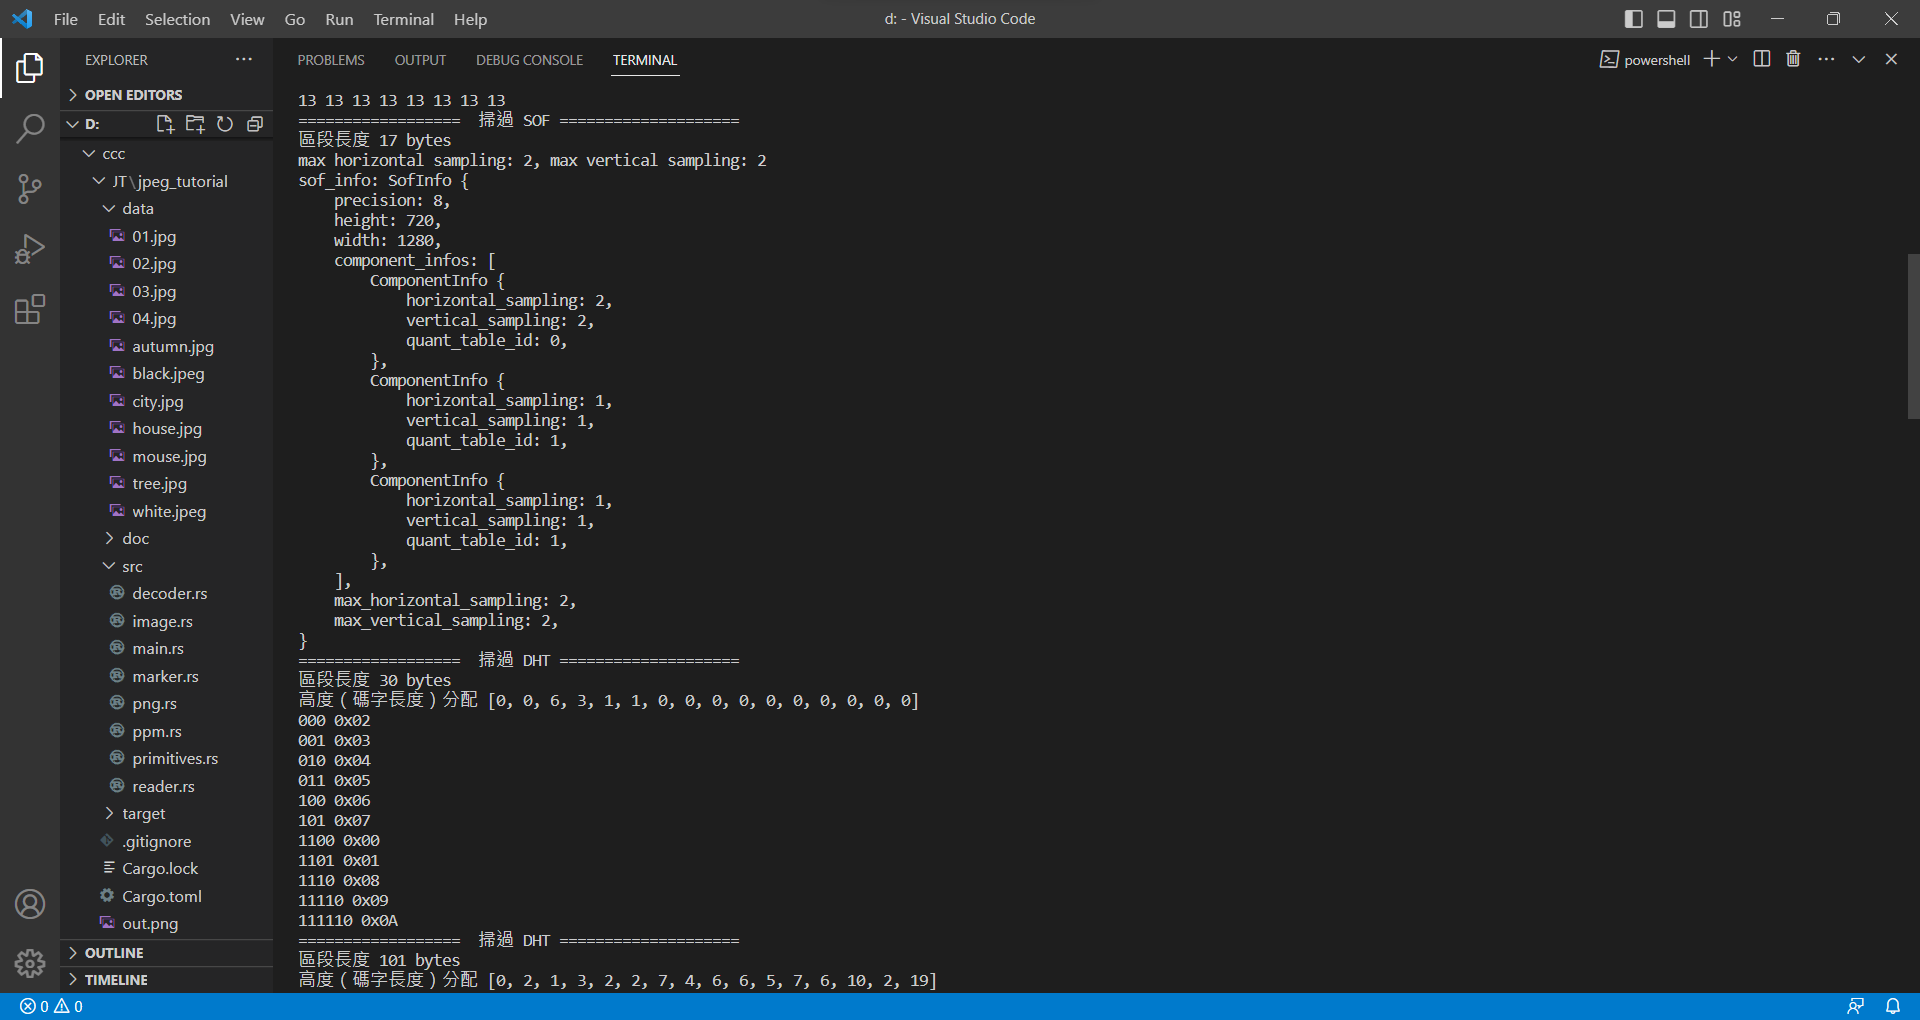 File Edit Selection View Go Run Terminal Help
d: - Visual Studio Code
EXPLORER
OPEN EDITORS
D:
ccc
JT\jpeg_tutorial
data
01.jpg
02.jpg
03.jpg
04.jpg
autumn.jpg
black.jpeg
city.jpg
house.jpg
mouse.jpg
tree.jpg
white.jpeg
doc
src
decoder.rs
image.rs
main.rs
marker.rs
png.rs
ppm.rs
primitives.rs
reader.rs
target
.gitignore
Cargo.lock
Cargo.toml
out.png
OUTLINE
TIMELINE
PROBLEMS OUTPUT DEBUG CONSOLE TERMINAL
powershell
13 13 13 13 13 13 13 13
================== 掃過 SOF ====================
區段長度 17 bytes
max horizontal sampling: 2, max vertical sampling: 2
sof_info: SofInfo {
    precision: 8,
    height: 720,
    width: 1280,
    component_infos: [
        ComponentInfo {
            horizontal_sampling: 2,
            vertical_sampling: 2,
            quant_table_id: 0,
        },
        ComponentInfo {
            horizontal_sampling: 1,
            vertical_sampling: 1,
            quant_table_id: 1,
        },
        ComponentInfo {
            horizontal_sampling: 1,
            vertical_sampling: 1,
            quant_table_id: 1,
        },
    ],
    max_horizontal_sampling: 2,
    max_vertical_sampling: 2,
}
================== 掃過 DHT ====================
區段長度 30 bytes
高度（碼字長度）分配 [0, 0, 6, 3, 1, 1, 0, 0, 0, 0, 0, 0, 0, 0, 0, 0]
000 0x02
001 0x03
010 0x04
011 0x05
100 0x06
101 0x07
1100 0x00
1101 0x01
1110 0x08
11110 0x09
111110 0x0A
================== 掃過 DHT ====================
區段長度 101 bytes
高度（碼字長度）分配 [0, 2, 1, 3, 2, 2, 7, 4, 6, 6, 5, 7, 6, 10, 2, 19]
0 0